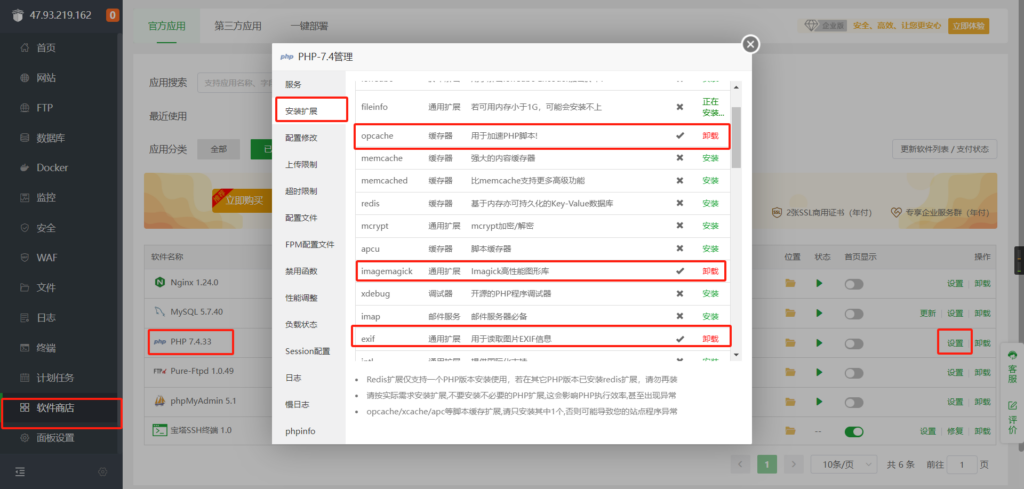 47.93.219.162
0
首页
网站
FTP
数据库
Docker
监控
安全
WAF
文件
日志
终端
计划任务
软件商店
面板设置
官方应用
第三方应用
一键部署
企业版
安全、高效、让您更安心
立即体验
应用搜索
支持应用名称、字
最近使用
应用分类
全部
已
更新软件列表 / 支付状态
推荐
立即购买
2张SSL商用证书（年付）
专享企业服务群（年付）
软件名称
位置
状态
首页显示
操作
Nginx 1.24.0
设置
卸载
MySQL 5.7.40
更新
设置
卸载
php
PHP 7.4.33
设置
卸载
Pure-Ftpd 1.0.49
设置
卸载
phpMyAdmin 5.1
设置
卸载
宝塔SSH终端 1.0
--
设置
修复
卸载
1
10条/页
共 6 条
前往
1
页
客服
评价
php PHP-7.4管理
服务
安装扩展
配置修改
上传限制
超时限制
配置文件
FPM配置文件
禁用函数
性能调整
负载状态
Session配置
日志
慢日志
phpinfo
fileinfo 通用扩展 若可用内存小于1G，可能会安装不上 正在安装...
opcache 缓存器 用于加速PHP脚本! 卸载
memcache 缓存器 强大的内容缓存器 安装
memcached 缓存器 比memcache支持更多高级功能 安装
redis 缓存器 基于内存亦可持久化的Key-Value数据库 安装
mcrypt 通用扩展 mcrypt加密/解密 安装
apcu 缓存器 脚本缓存器 安装
imagemagick 通用扩展 Imagick高性能图形库 卸载
xdebug 调试器 开源的PHP程序调试器 安装
imap 邮件服务 邮件服务器必备 安装
exif 通用扩展 用于读取图片EXIF信息 卸载
Redis扩展仅支持一个PHP版本安装使用，若在其它PHP版本已安装redis扩展，请勿再装
请按实际需求安装扩展,不要安装不必要的PHP扩展,这会影响PHP执行效率,甚至出现异常
opcache/xcache/apc等脚本缓存扩展,请只安装其中1个,否则可能导致您的站点程序异常